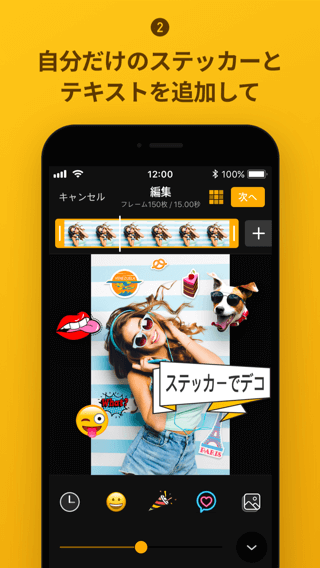 2
自分だけのステッカーと
テキストを追加して
12:00
100%
キャンセル
編集
フレーム150枚 / 15.00秒
次へ
ステッカーでデコ
What?
PARIS